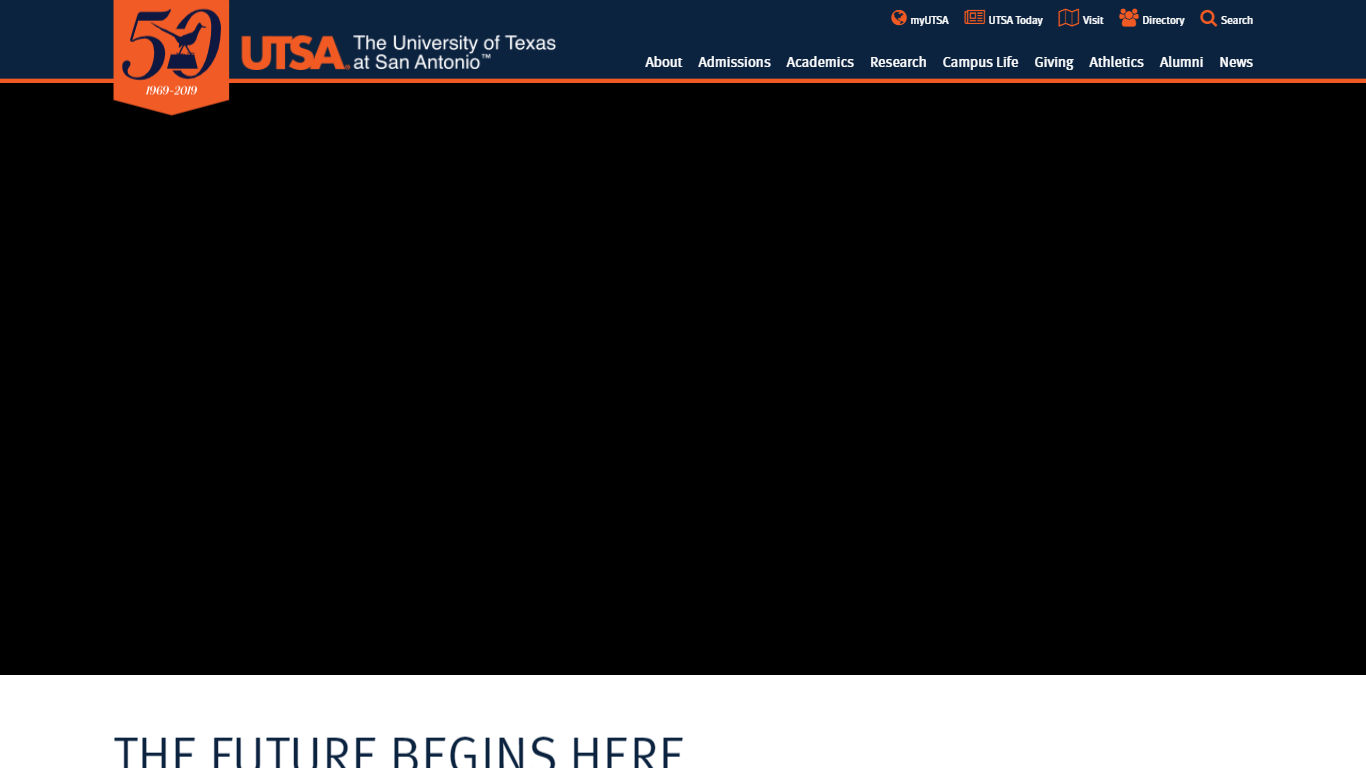 50
1969-2019
UTSA® The University of Texas
at San Antonio™
myUTSA UTSA Today Visit Directory Search
About Admissions Academics Research Campus Life Giving Athletics Alumni News
THE FUTURE BEGINS HERE